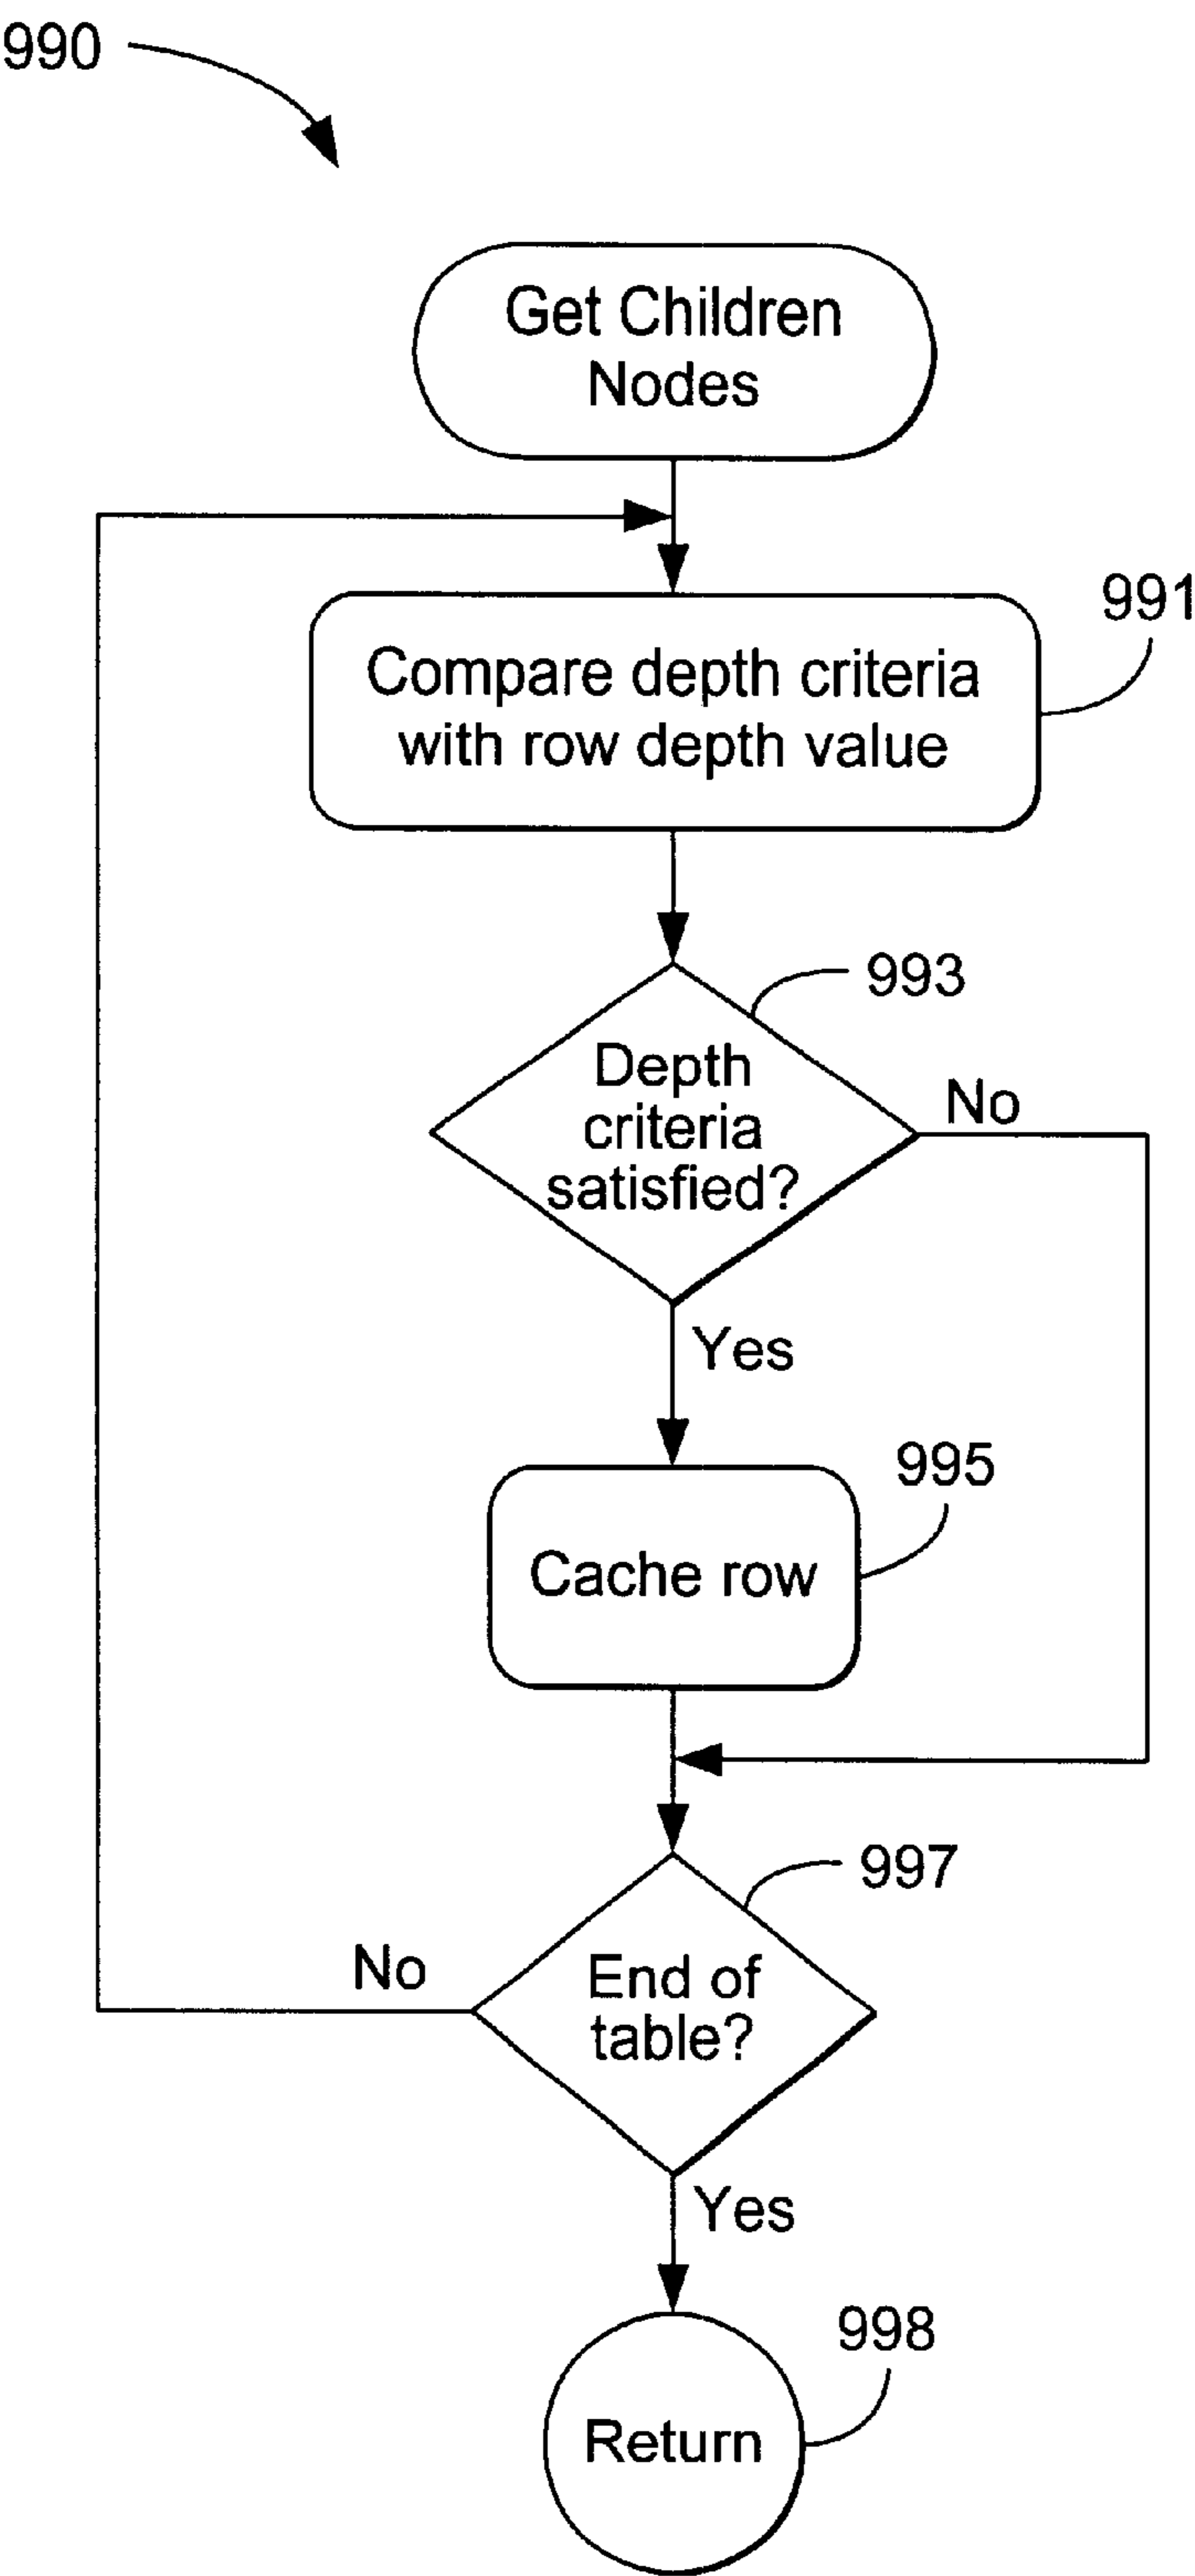 990
Get Children
Nodes
991
Compare depth criteria
with row depth value
993
Depth
criteria
satisfied?
No
Yes
995
Cache row
997
End of
table?
No
Yes
998
Return